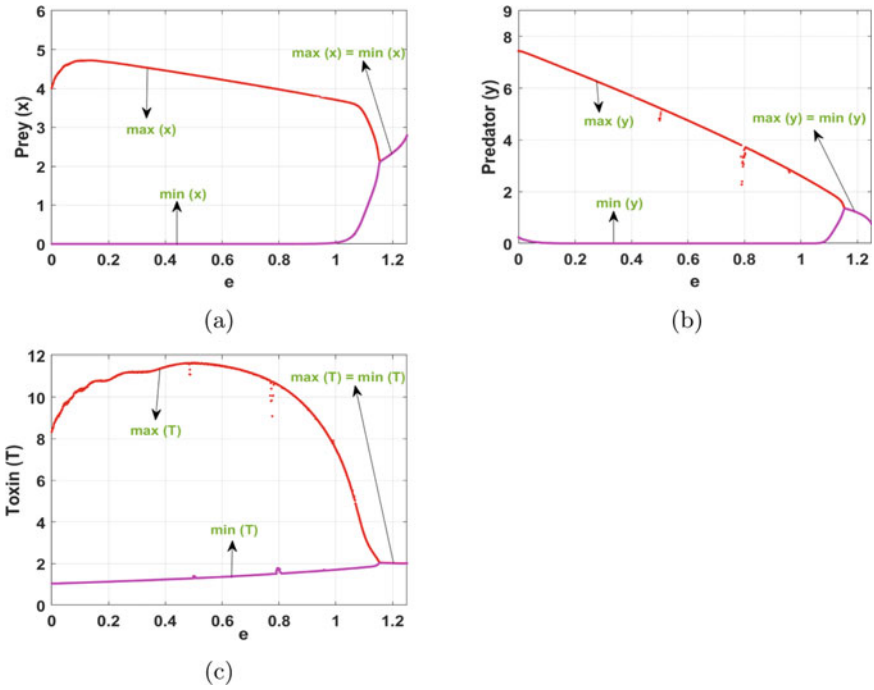 6
5
4
3
2
1
0
Prey (x)
max (x) = min (x)
max (x)
min (x)
0 0.2 0.4 0.6 0.8 1 1.2
e
(a)
9
8
6
4
2
0
Predator (y)
max (y)
max (y) = min (y)
min (y)
0 0.2 0.4 0.6 0.8 1 1.2
e
(b)
12
10
8
6
4
2
0
Toxin (T)
max (T) = min (T)
max (T)
min (T)
0 0.2 0.4 0.6 0.8 1 1.2
e
(c)